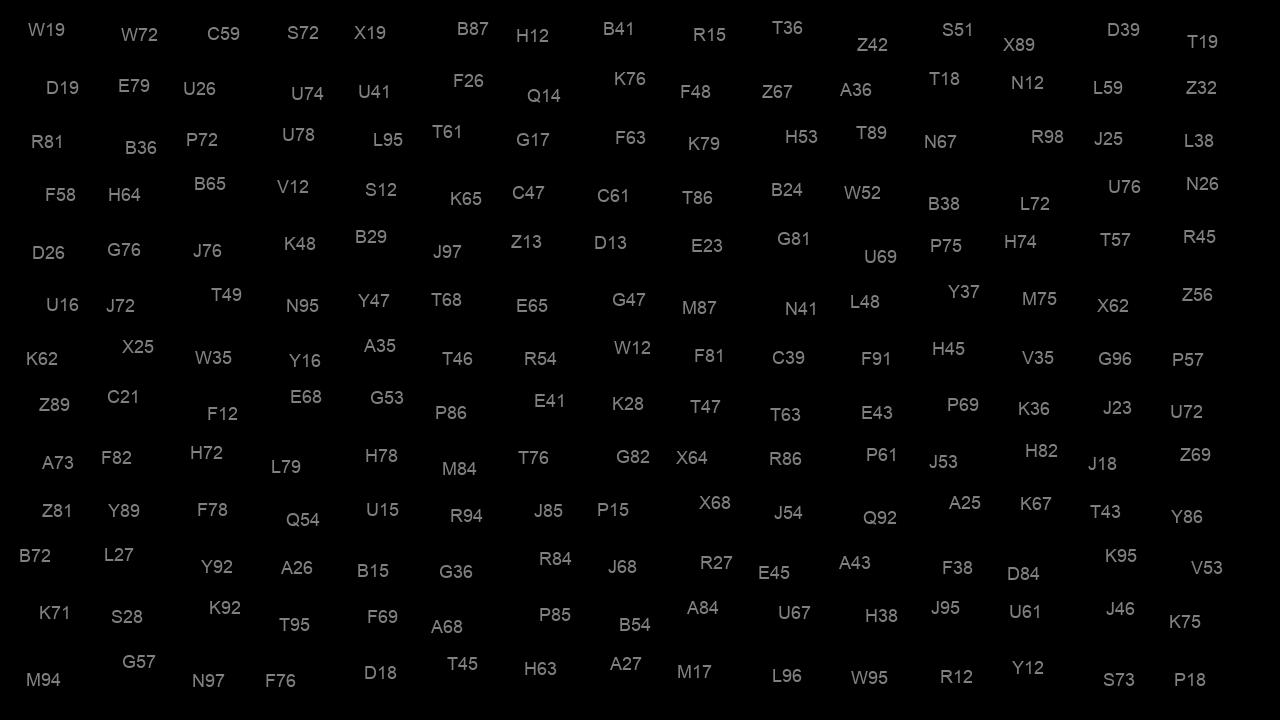 W19 W72 C59 S72 X19 B87 H12 B41 R15 T36 Z42 S51 X89 D39 T19
D19 E79 U26 U74 U41 F26 Q14 K76 F48 Z67 A36 T18 N12 L59 Z32
R81 B36 P72 U78 L95 T61 G17 F63 K79 H53 T89 N67 R98 J25 L38
F58 H64 B65 V12 S12 K65 C47 C61 T86 B24 W52 B38 L72 U76 N26
D26 G76 J76 K48 B29 J97 Z13 D13 E23 G81 U69 P75 H74 T57 R45
U16 J72 T49 N95 Y47 T68 E65 G47 M87 N41 L48 Y37 M75 X62 Z56
K62 X25 W35 Y16 A35 T46 R54 W12 F81 C39 F91 H45 V35 G96 P57
Z89 C21 F12 E68 G53 P86 E41 K28 T47 T63 E43 P69 K36 J23 U72
A73 F82 H72 L79 H78 M84 T76 G82 X64 R86 P61 J53 H82 J18 Z69
Z81 Y89 F78 Q54 U15 R94 J85 P15 X68 J54 Q92 A25 K67 T43 Y86
B72 L27 Y92 A26 B15 G36 R84 J68 R27 E45 A43 F38 D84 K95 V53
K71 S28 K92 T95 F69 A68 P85 B54 A84 U67 H38 J95 U61 J46 K75
M94 G57 N97 F76 D18 T45 H63 A27 M17 L96 W95 R12 Y12 S73 P18